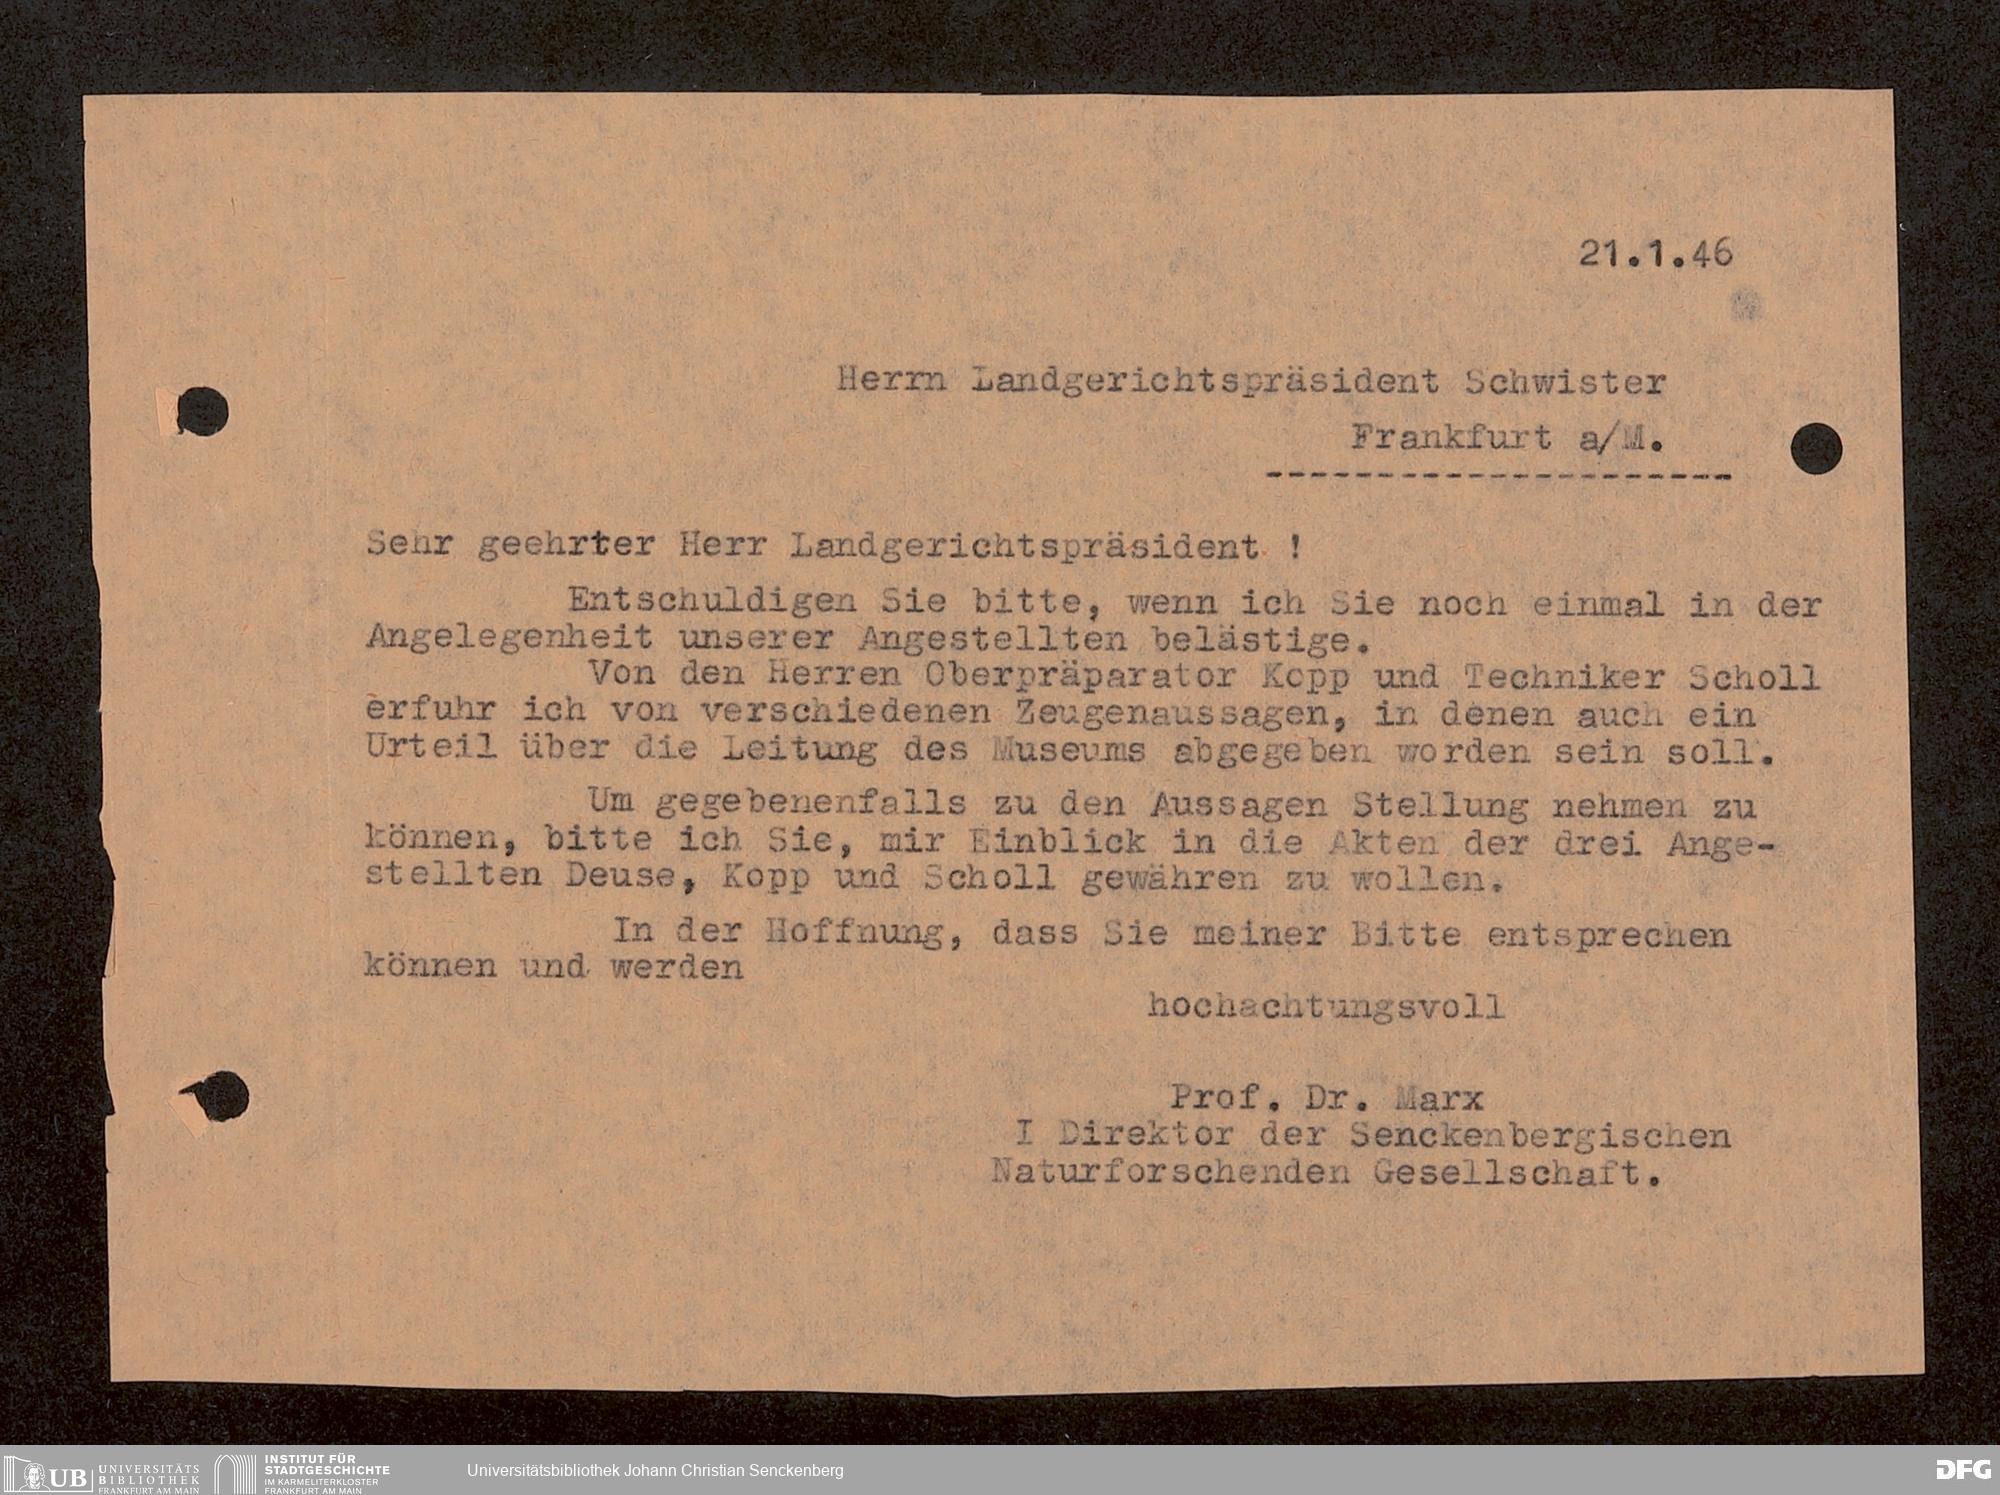 21.1.46
Herrn Landgerichtspräsident Schwister
Frankfurt a/M.
---------------------
Sehr geehrter Herr Landgerichtspräsident !
Entschuldigen Sie bitte, wenn ich Sie noch einmal in der
Angelegenheit unserer Angestellten belästige.
Von den Herren Oberpräparator Kopp und Techniker Scholl
erfuhr ich von verschiedenen Zeugenaussagen, in denen auch ein
Urteil über die Leitung des Museums abgegeben worden sein soll.
Um gegebenenfalls zu den Aussagen Stellung nehmen zu
können, bitte ich Sie, mir Einblick in die Akten der drei Ange-
stellten Deuse, Kopp und Scholl gewähren zu wollen.
In der Hoffnung, dass Sie meiner Bitte entsprechen
können und werden
hochachtungsvoll
Prof. Dr. Marx
I Direktor der Senckenbergischen
Naturforschenden Gesellschaft.
UB UNIVERSITÄTS
BIBLIOTHEK
FRANKFURT AM MAIN
INSTITUT FÜR
STADTGESCHICHTE
IM KARMELITERKLOSTER
FRANKFURT AM MAIN
Universitätsbibliothek Johann Christian Senckenberg
DFG